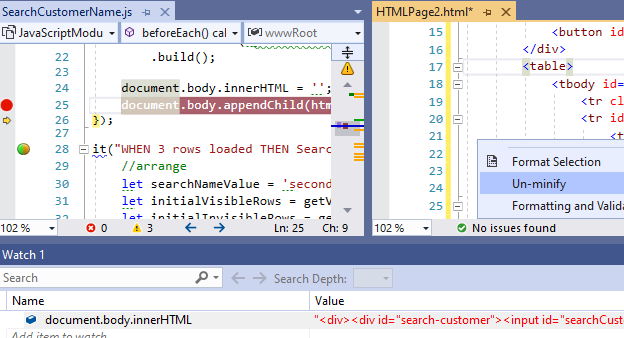 SearchCustomerName.js
JavaScriptModu
beforeEach() cal
wwwRoot
22 .build();
23
24 document.body.innerHTML = '';
25 document.body.appendChild(htm
26 });
27
28 it("WHEN 3 rows loaded THEN Searc
29 //arrange
30 let searchNameValue = 'second
31 let initialVisibleRows = getV
32 let initialInvisibleRows = ge
102 % 0 3 Ln: 25 Ch: 9
HTMLPage2.html*
15 <button id
16 </div>
17 <table>
18 <tbody id=
19 <tr cl
20 <tr id
21 <t
22
23
24
25
Format Selection
Un-minify
Formatting and Valida
102 % No issues found
Watch 1
Search Search Depth:
Name Value
document.body.innerHTML "<div><div id="search-customer"><input id="searchCust
Add item to watch